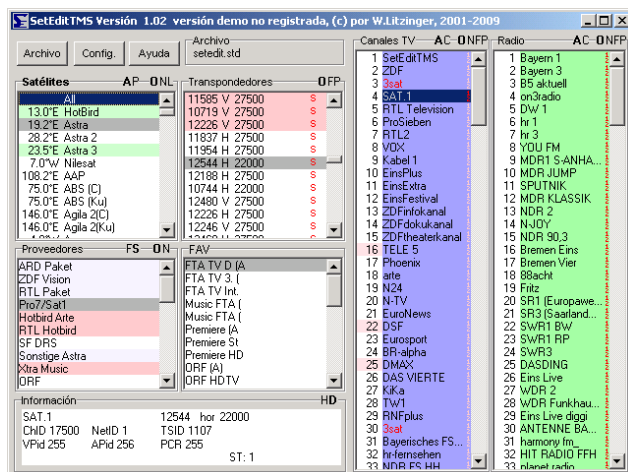 SetEditTMS Versión 1.02 versión demo no registrada, (c) por W.Litzinger, 2001-2009
Archivo Config. Ayuda
Archivo
setedit.std
Satélites A P O N L
All
13.0°E HotBird
19.2°E Astra
28.2°E Astra 2
23.5°E Astra 3
7.0°W Nilesat
108.2°E AAP
75.0°E ABS (C)
75.0°E ABS (Ku)
146.0°E Agila 2(C)
146.0°E Agila 2(Ku)
Transpondedores O F P
11585 V 27500 S
10719 V 27500 S
12226 V 27500 S
11837 H 27500 S
11954 H 27500 S
12544 H 22000 S
12188 H 27500 S
10744 H 22000 S
12480 V 27500 S
12226 H 27500 S
12246 V 27500 S
Proveedores F S O N
ARD Paket
ZDF Vision
RTL Paket
Pro7/Sat1
Hotbird Arte
RTL Hotbird
SF DRS
Sonstige Astra
Xtra Music
ORF
FAV
FTA TV D (A
FTA TV 3. (
FTA TV Int.
Music FTA (
Music FTA (
Premiere (A
Premiere St
Premiere HD
ORF (A)
ORF HDTV
Información HD
SAT.1 12544 hor 22000
ChID 17500 NetID 1 TSID 1107
VPid 255 APid 256 PCR 255
ST: 1
Canales TV A C O N F P
1 SetEditTMS
2 ZDF
3 3sat
4 SAT.1
5 RTL Television
6 ProSieben
7 RTL2
8 VOX
9 Kabel 1
10 EinsPlus
11 EinsExtra
12 EinsFestival
13 ZDFinfokanal
14 ZDFdokukanal
15 ZDFtheaterkanal
16 TELE 5
17 Phoenix
18 arte
19 N24
20 N-TV
21 EuroNews
22 DSF
23 Eurosport
24 BR-alpha
25 DMAX
26 DAS VIERTE
27 KiKa
28 TW1
29 RNFplus
30 3sat
31 Bayerisches FS...
32 hr-fernsehen
33 NDR FS HH
Radio A C O N F P
1 Bayern 1
2 Bayern 3
3 B5 aktuell
4 on3radio
5 DW 1
6 hr 1
7 hr 3
8 YOU FM
9 MDR1 S-ANHA...
10 MDR JUMP
11 SPUTNIK
12 MDR KLASSIK
13 NDR 2
14 N-JOY
15 NDR 90,3
16 Bremen Eins
17 Bremen Vier
18 88acht
19 Fritz
20 SR1 (Europawe...
21 SR3 (Saarland...
22 SWR1 BW
23 SWR1 RP
24 SWR3
25 DASDING
26 Eins Live
27 WDR 2
28 WDR Funkhau...
29 Eins Live diggi
30 ANTENNE BA...
31 harmony fm_
32 HIT RADIO FFH
33 planet radio